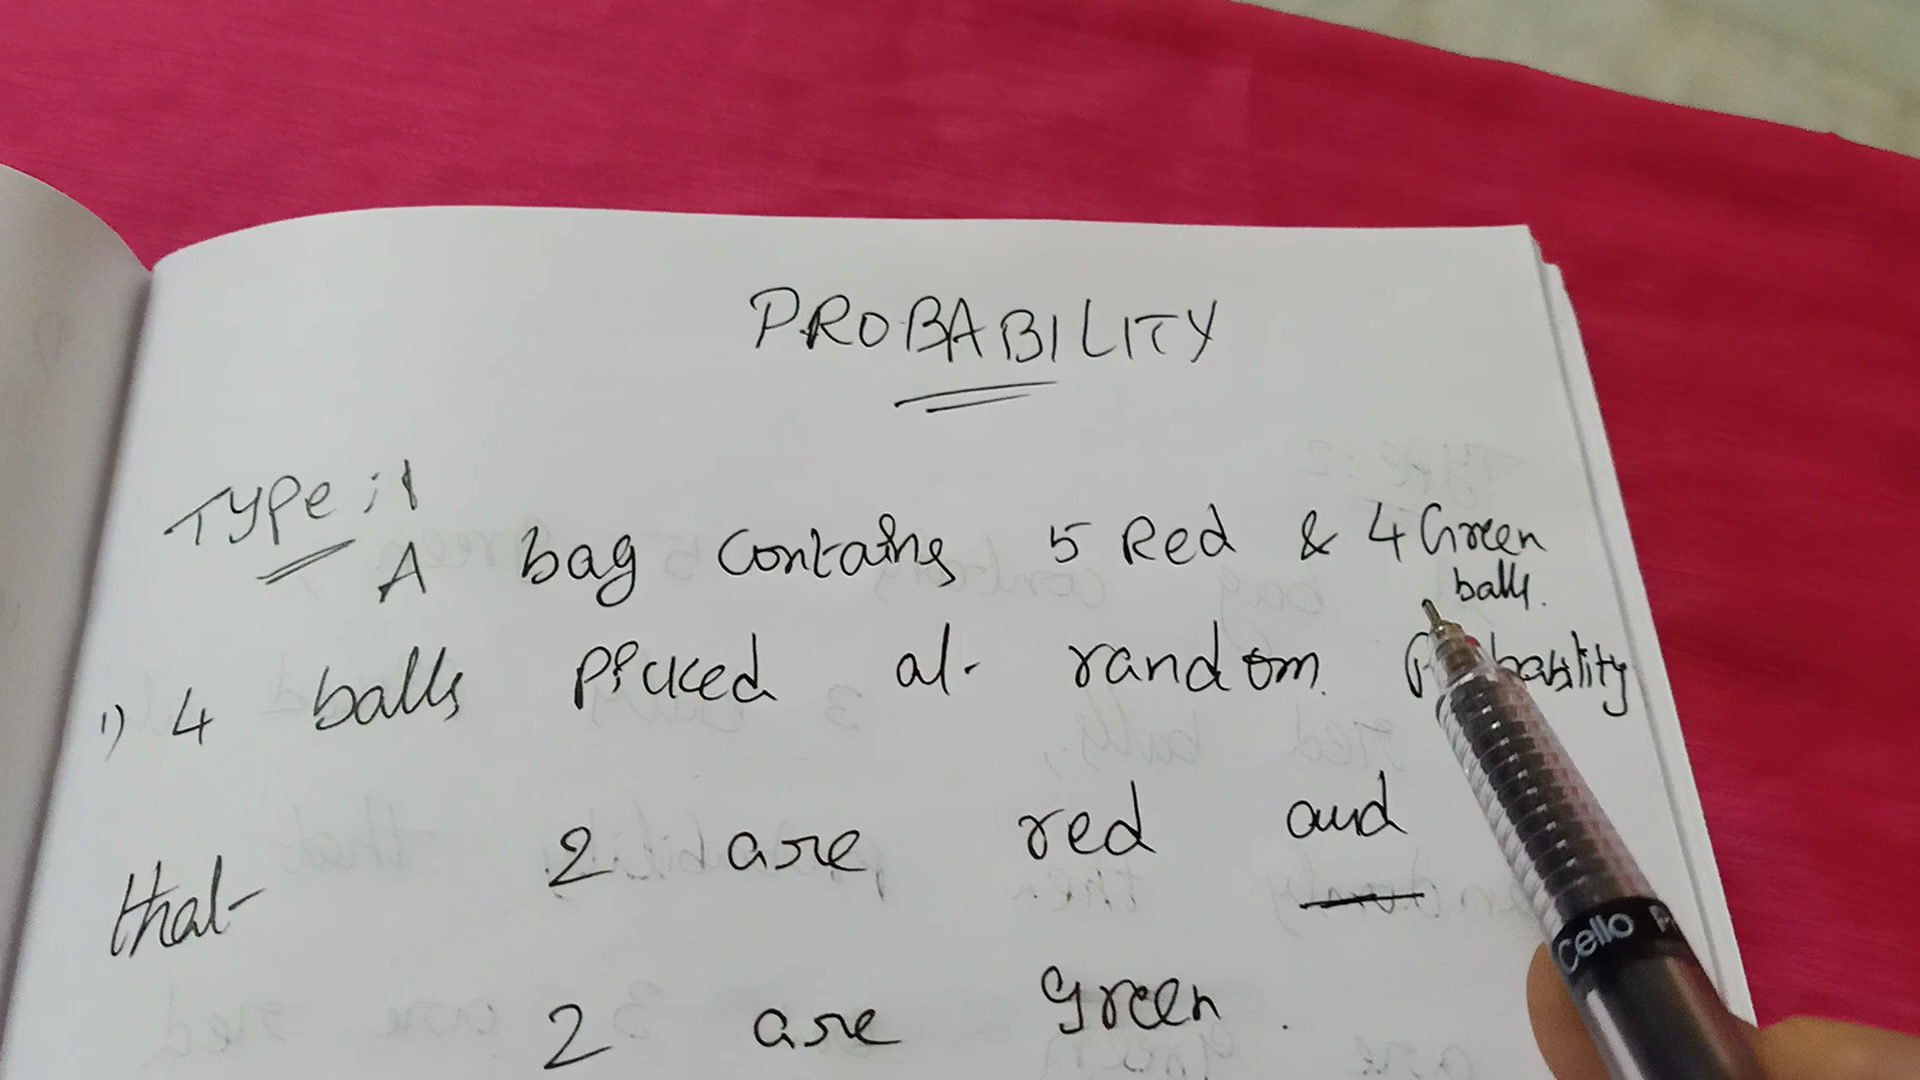 PROBABILITY
Type: 1
A bag Contains 5 Red & 4 Green
balls.
1) 4 balls picked at random.
that 2 are red and
2 are green.
Cello